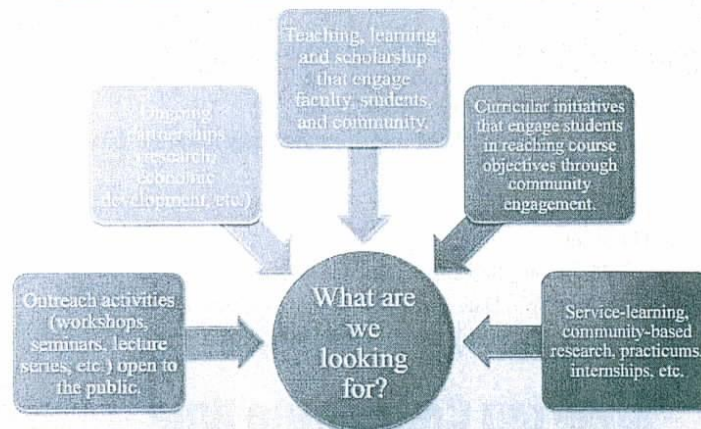 Teaching, learning,
and scholarship
that engage
faculty, students,
and community.
Ongoing
partnerships
(research,
economic
development, etc.)
Curricular initiatives
that engage students
in reaching course
objectives through
community
engagement.
Outreach activities
(workshops,
seminars, lecture
series, etc.) open to
the public.
What are
we
looking
for?
Service-learning,
community-based
research, practicums,
internships, etc.